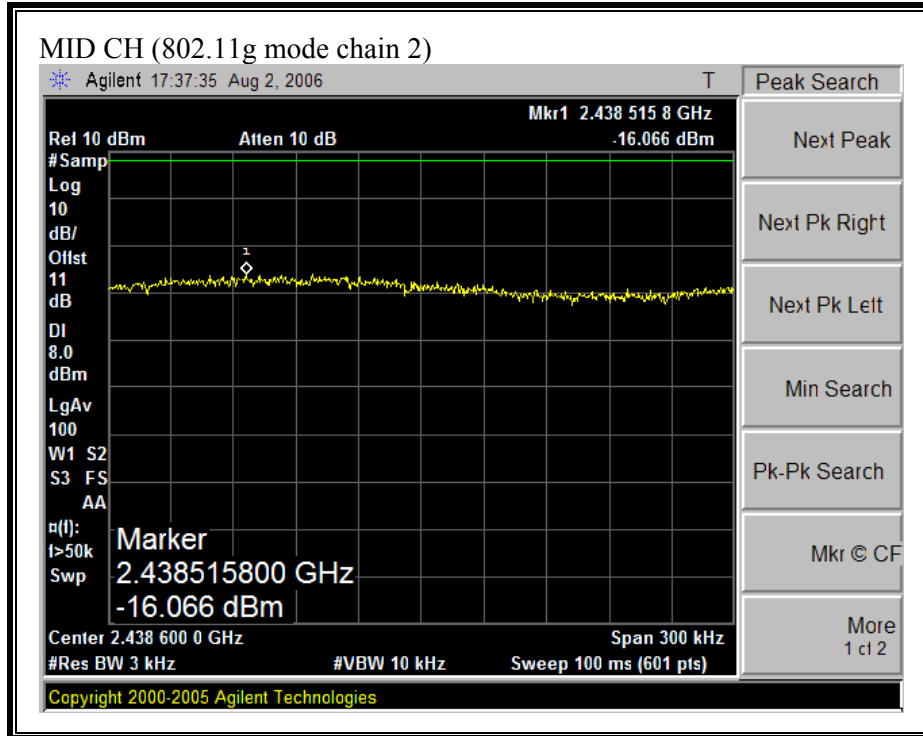 MID CH (802.11g mode chain 2)
Agilent 17:37:35 Aug 2, 2006 T
Peak Search
Mkr1 2.438 515 8 GHz
Ref 10 dBm Atten 10 dB -16.066 dBm
#Samp
Log
10
dB/
Offst
11
dB
DI
8.0
dBm
LgAv
100
W1 S2
S3 FS
AA
¤(f):
f>50k
Swp
1
Marker
2.438515800 GHz
-16.066 dBm
Center 2.438 600 0 GHz Span 300 kHz
#Res BW 3 kHz #VBW 10 kHz Sweep 100 ms (601 pts)
Copyright 2000-2005 Agilent Technologies
Next Peak
Next Pk Right
Next Pk Left
Min Search
Pk-Pk Search
Mkr © CF
More
1 of 2